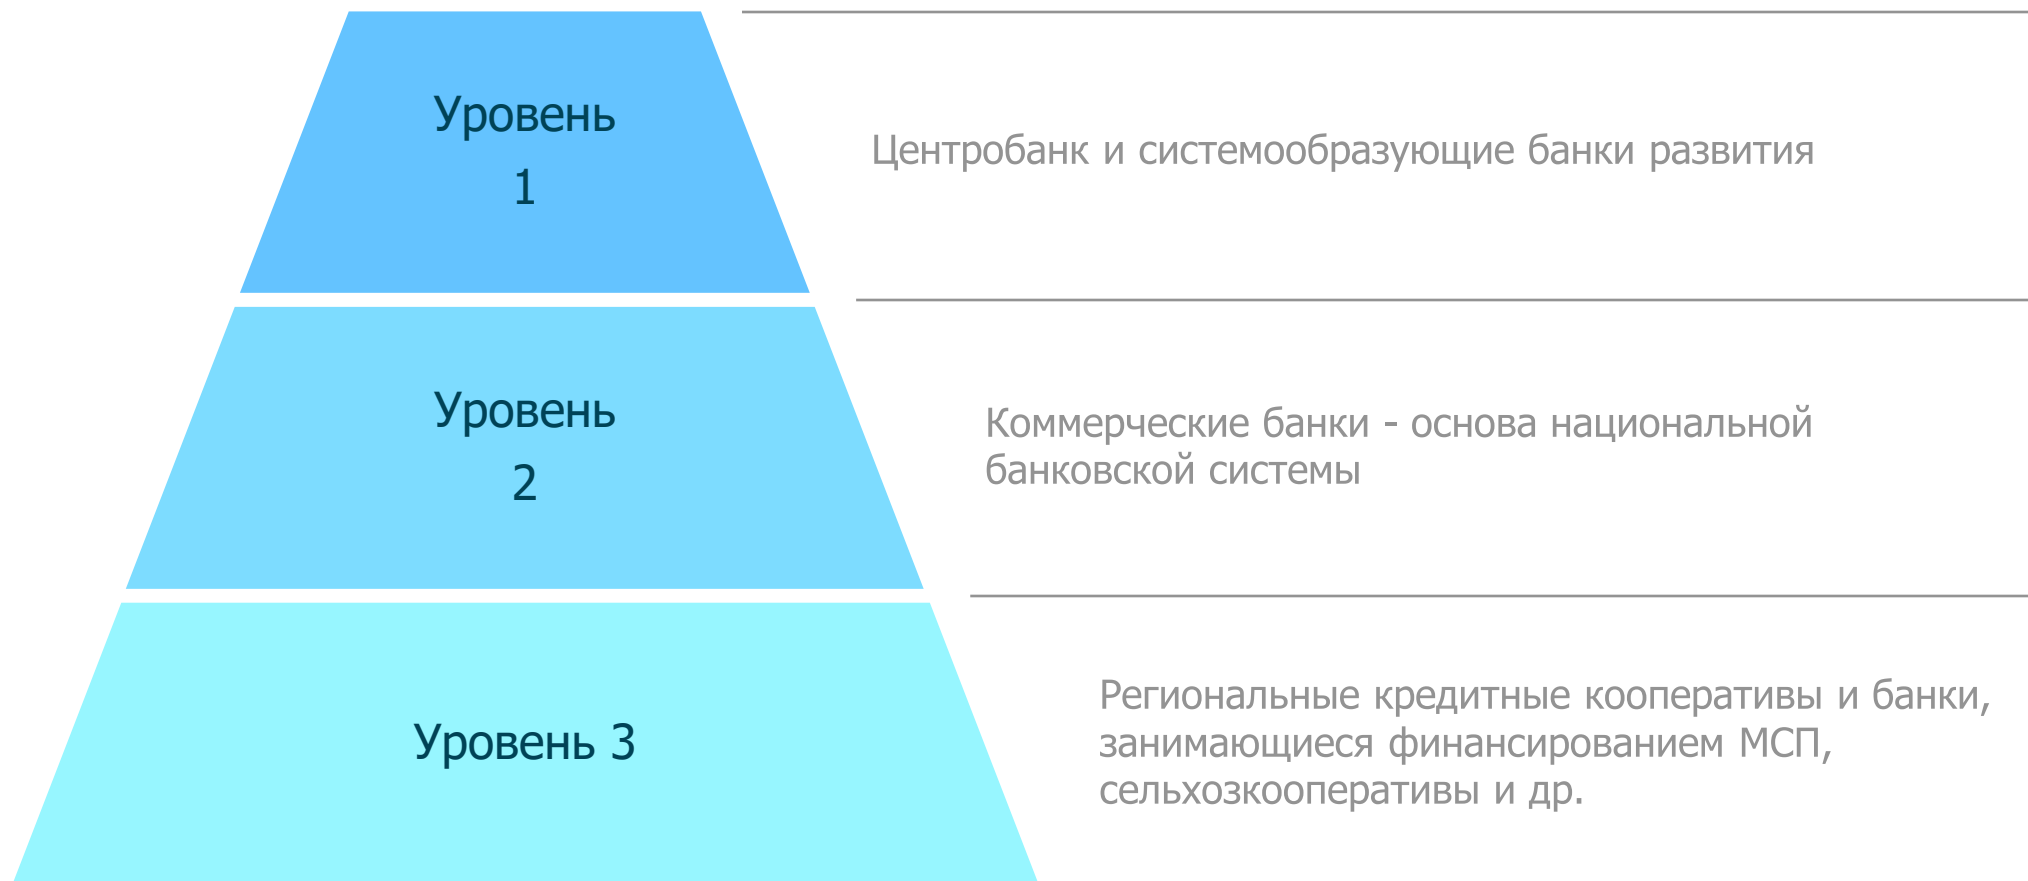 Уровень
1
Центробанк и системообразующие банки развития
Уровень
2
Коммерческие банки - основа национальной
банковской системы
Уровень 3
Региональные кредитные кооперативы и банки,
занимающиеся финансированием МСП,
сельхозкооперативы и др.